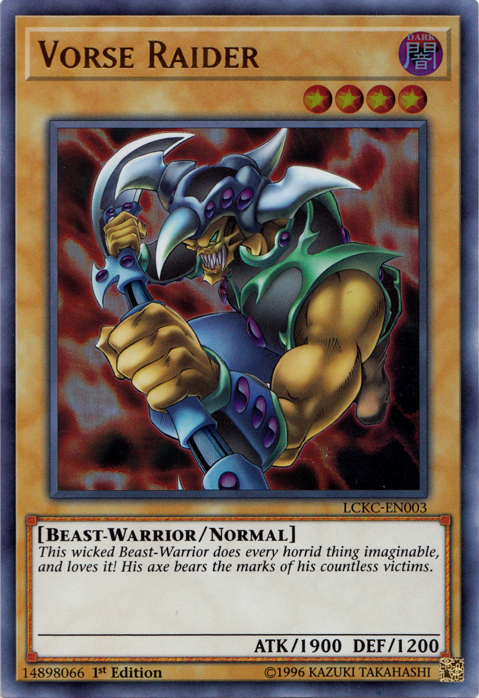 VORSE RAIDER
DARK
闇
LCKC-EN003
[BEAST-WARRIOR/NORMAL]
This wicked Beast-Warrior does every horrid thing imaginable,
and loves it! His axe bears the marks of his countless victims.
ATK/1900 DEF/1200
14898066 1st Edition ©1996 KAZUKI TAKAHASHI